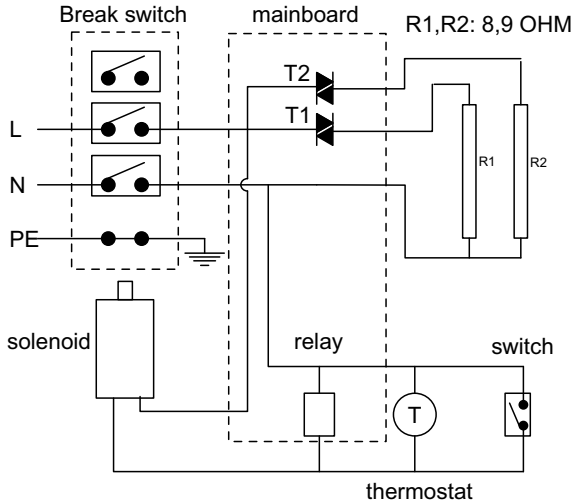 Break switch
mainboard
R1,R2: 8,9 OHM
T2
T1
L
R1
R2
N
PE
solenoid
relay
switch
T
thermostat